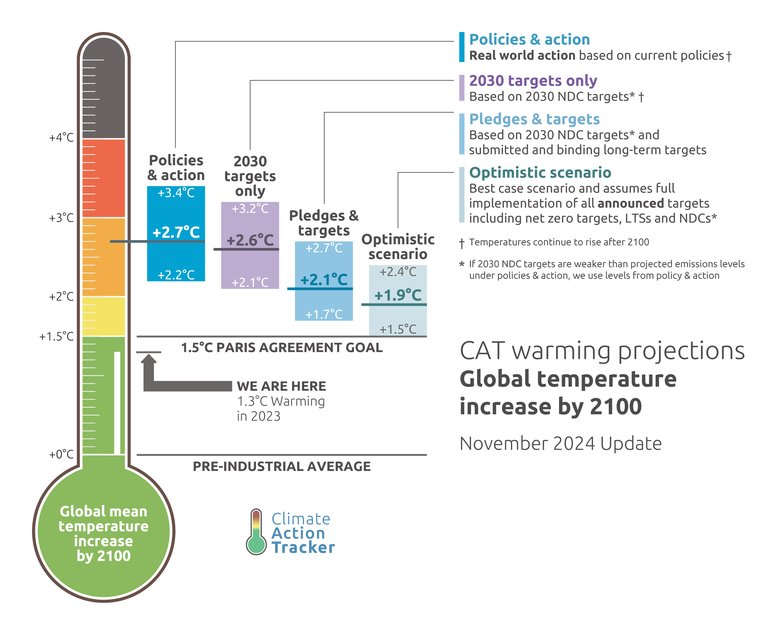 Policies & action
Real world action based on current policies †
2030 targets only
Based on 2030 NDC targets* †
Pledges & targets
Based on 2030 NDC targets* and
submitted and binding long-term targets
Optimistic scenario
Best case scenario and assumes full
implementation of all announced targets
including net zero targets, LTSs and NDCs*
† Temperatures continue to rise after 2100
* If 2030 NDC targets are weaker than projected emissions levels
under policies & action, we use levels from policy & action
+4°C
+3°C
+2°C
+1.5°C
+0°C
Policies
& action
+3.4°C
+2.7°C
+2.2°C
2030
targets
only
+3.2°C
+2.6°C
+2.1°C
Pledges &
targets
+2.7°C
+2.1°C
+1.7°C
Optimistic
scenario
+2.4°C
+1.9°C
+1.5°C
1.5°C PARIS AGREEMENT GOAL
WE ARE HERE
1.3°C Warming
in 2023
PRE-INDUSTRIAL AVERAGE
CAT warming projections
Global temperature
increase by 2100
November 2024 Update
Global mean
temperature
increase
by 2100
Climate
Action
Tracker